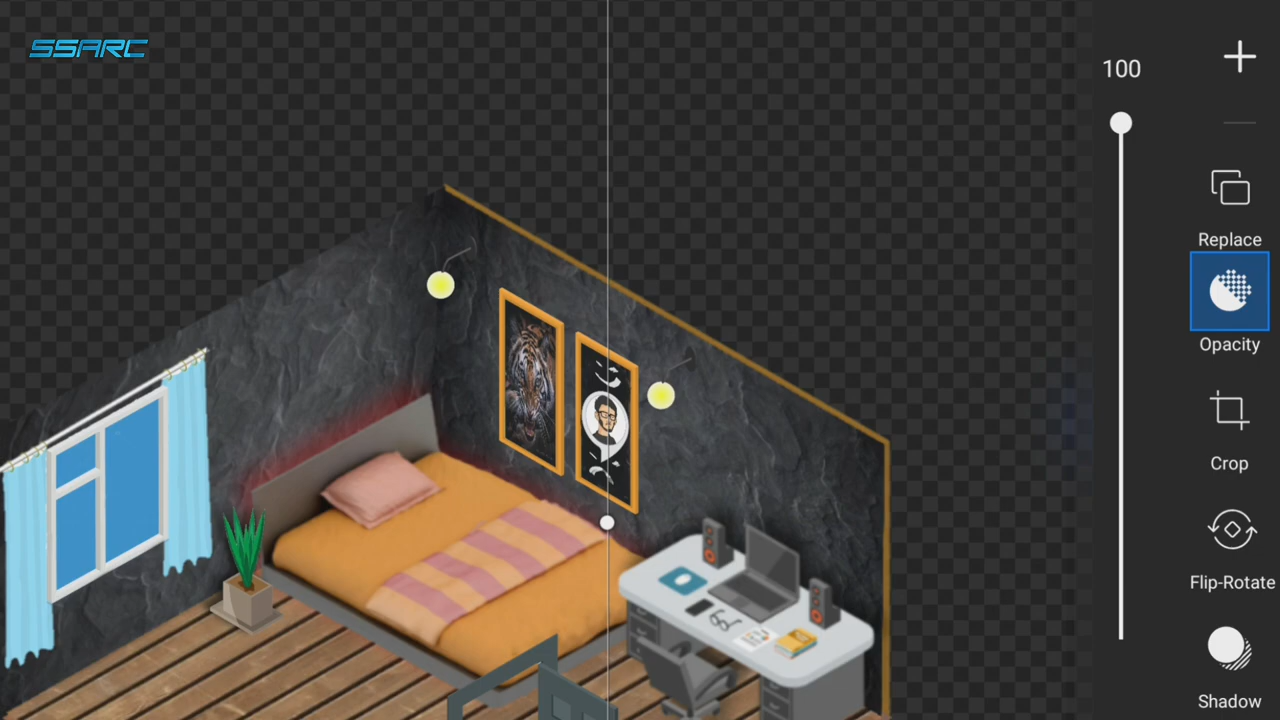 SSARC
100
Replace
Opacity
Crop
Flip-Rotate
Shadow